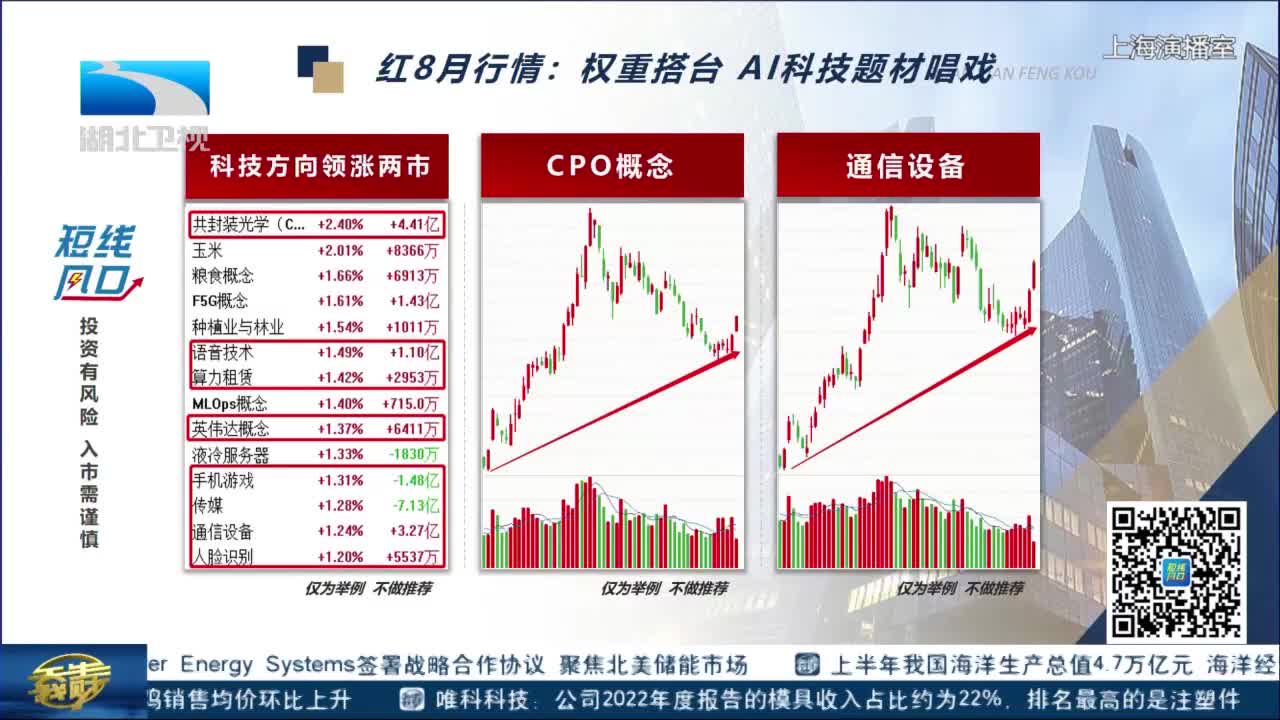 红8月行情：权重搭台 AI科技题材唱戏
上海演播室
AN FENG KOU
湖北卫视
短线
风口
投资有风险 入市需谨慎
科技方向领涨两市
共封装光学（C... +2.40% +4.41亿
玉米 +2.01% +8366万
粮食概念 +1.66% +6913万
F5G概念 +1.61% +1.43亿
种植业与林业 +1.54% +1011万
语音技术 +1.49% +1.10亿
算力租赁 +1.42% +2953万
MLOps概念 +1.40% +715.0万
英伟达概念 +1.37% +6411万
液冷服务器 +1.33% -1830万
手机游戏 +1.31% -1.48亿
传媒 +1.28% -7.13亿
通信设备 +1.24% +3.27亿
人脸识别 +1.20% +5537万
仅为举例 不做推荐
CPO概念
仅为举例 不做推荐
通信设备
仅为举例 不做推荐
短线
风口
er Energy Systems签署战略合作协议 聚焦北美储能市场 上半年我国海洋生产总值4.7万亿元 海洋经
鸡销售均价环比上升 唯科科技：公司2022年度报告的模具收入占比约为22%，排名最高的是注塑件